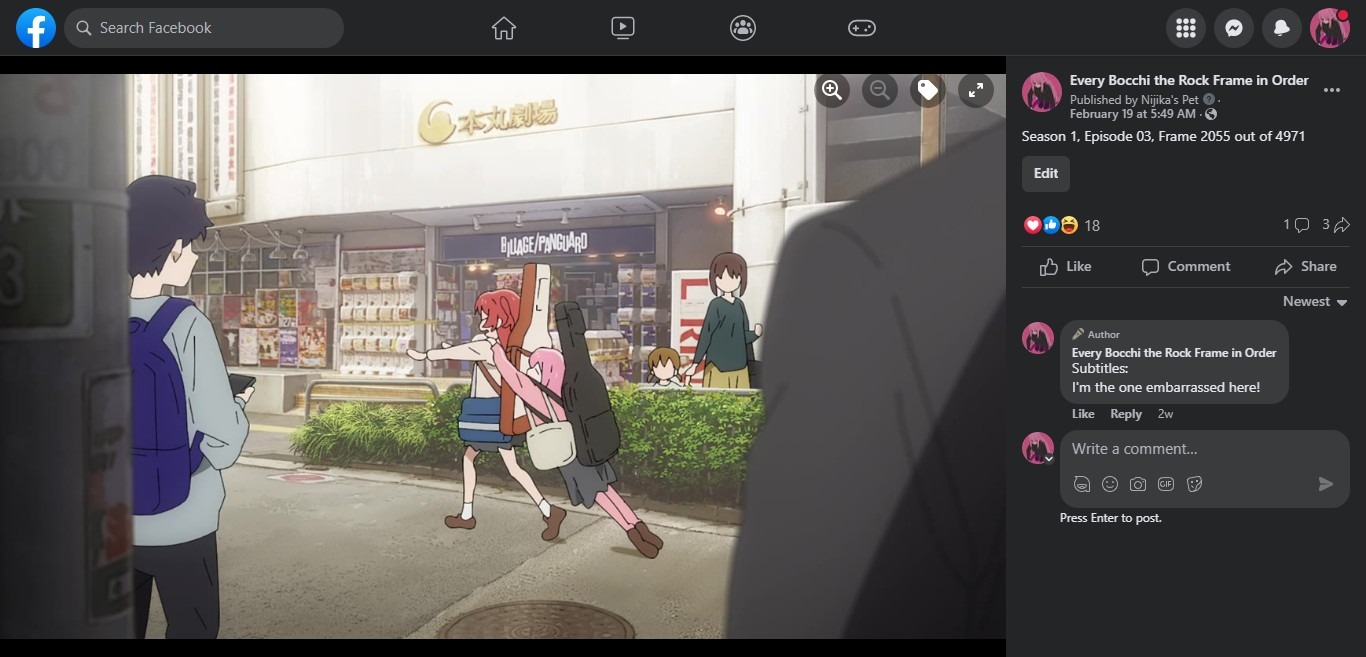 Search Facebook
本丸劇場
BILLAGE/PANGUARD
Every Bocchi the Rock Frame in Order
Published by Nijika's Pet ·
February 19 at 5:49 AM ·
Season 1, Episode 03, Frame 2055 out of 4971
Edit
18
1
3
Like
Comment
Share
Newest
Author
Every Bocchi the Rock Frame in Order
Subtitles:
I'm the one embarrassed here!
Like Reply 2w
Write a comment...
GIF
Press Enter to post.